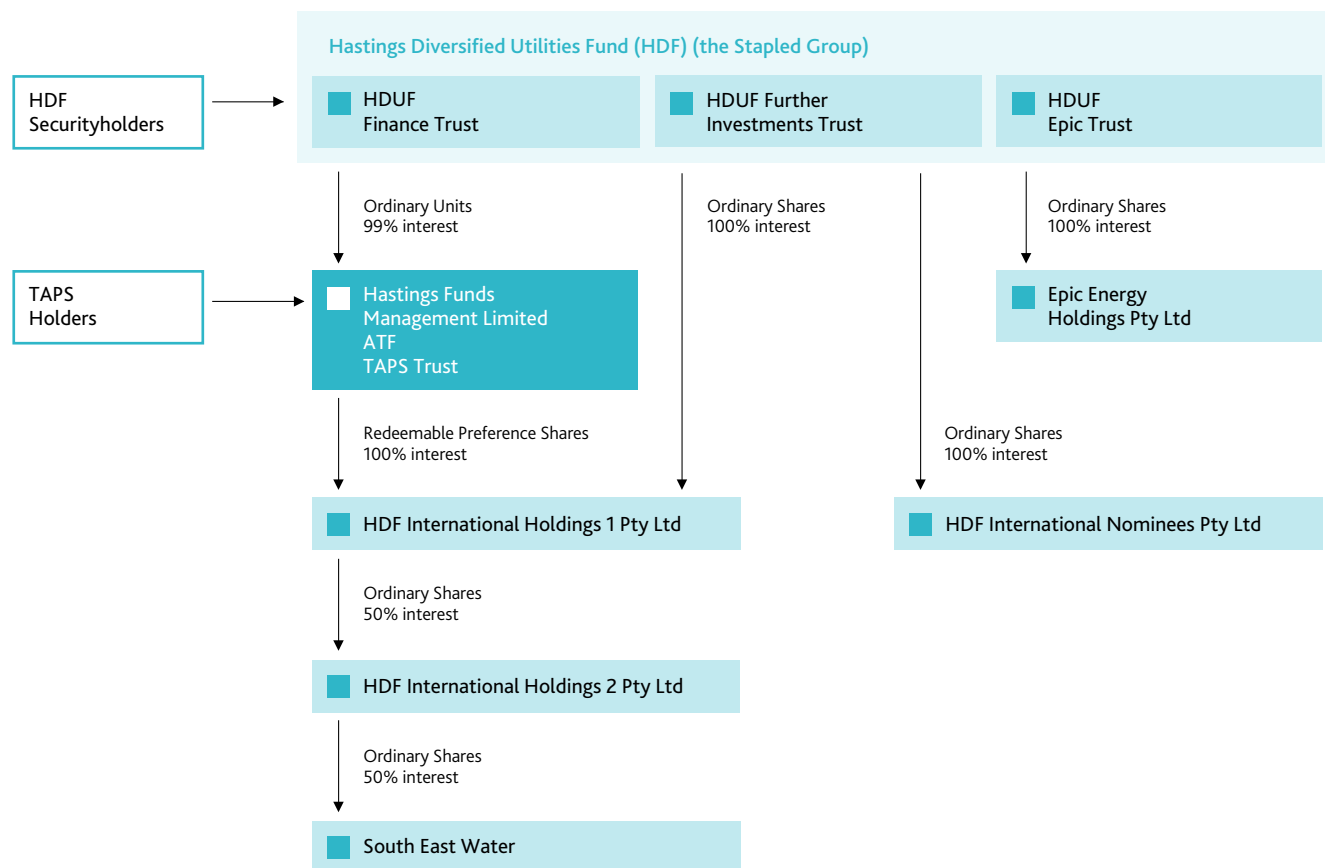 Hastings Diversified Utilities Fund (HDF) (the Stapled Group)
HDF
Securityholders
HDUF
Finance Trust
HDUF Further
Investments Trust
HDUF
Epic Trust
Ordinary Units
99% interest
Ordinary Shares
100% interest
Ordinary Shares
100% interest
TAPS
Holders
Hastings Funds
Management Limited
ATF
TAPS Trust
Epic Energy
Holdings Pty Ltd
Redeemable Preference Shares
100% interest
Ordinary Shares
100% interest
HDF International Holdings 1 Pty Ltd
HDF International Nominees Pty Ltd
Ordinary Shares
50% interest
HDF International Holdings 2 Pty Ltd
Ordinary Shares
50% interest
South East Water